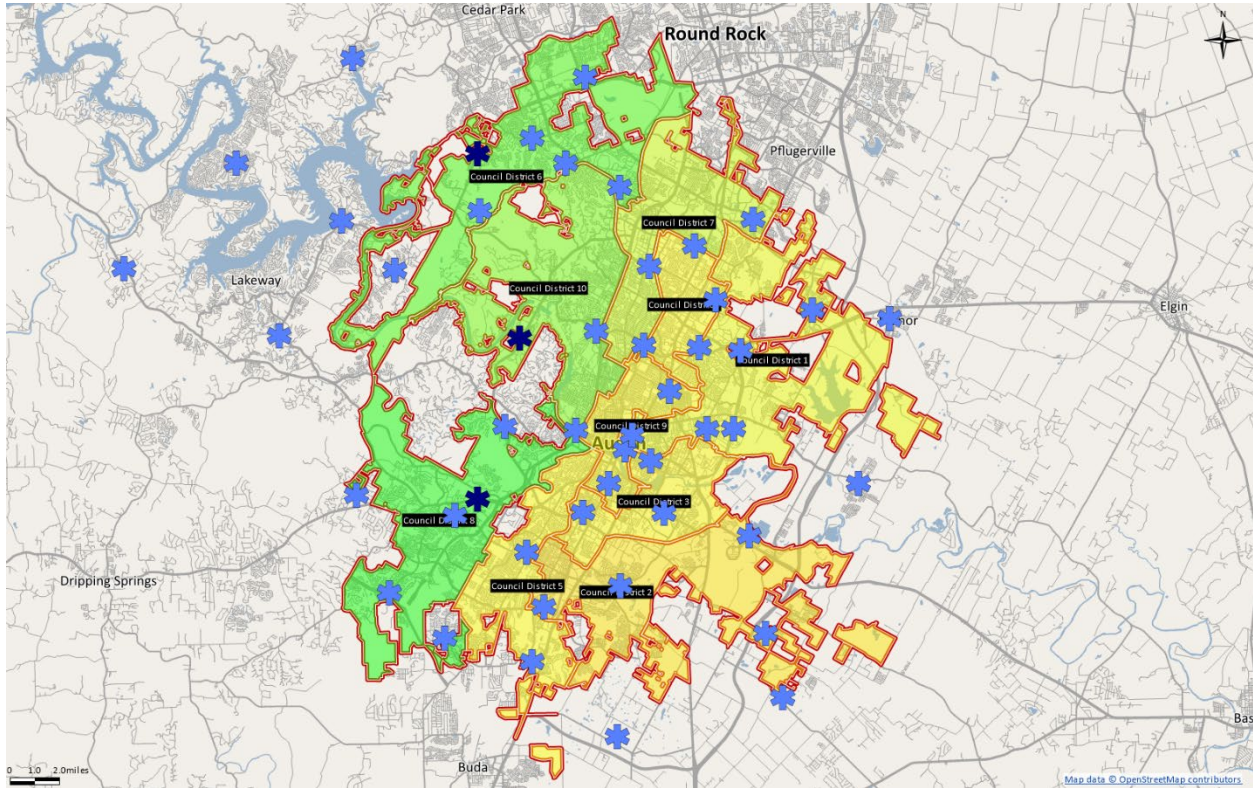 Cedar Park
N
Round Rock
Pflugerville
Council District 6
Council District 7
Lakeway
Council District 10
Elgin
Council District
Council District 1
Council District 9
Council District 3
Dripping Springs
Council District 5
Buda
0 1.0 2.0miles
Map data © OpenStreetMap contributors